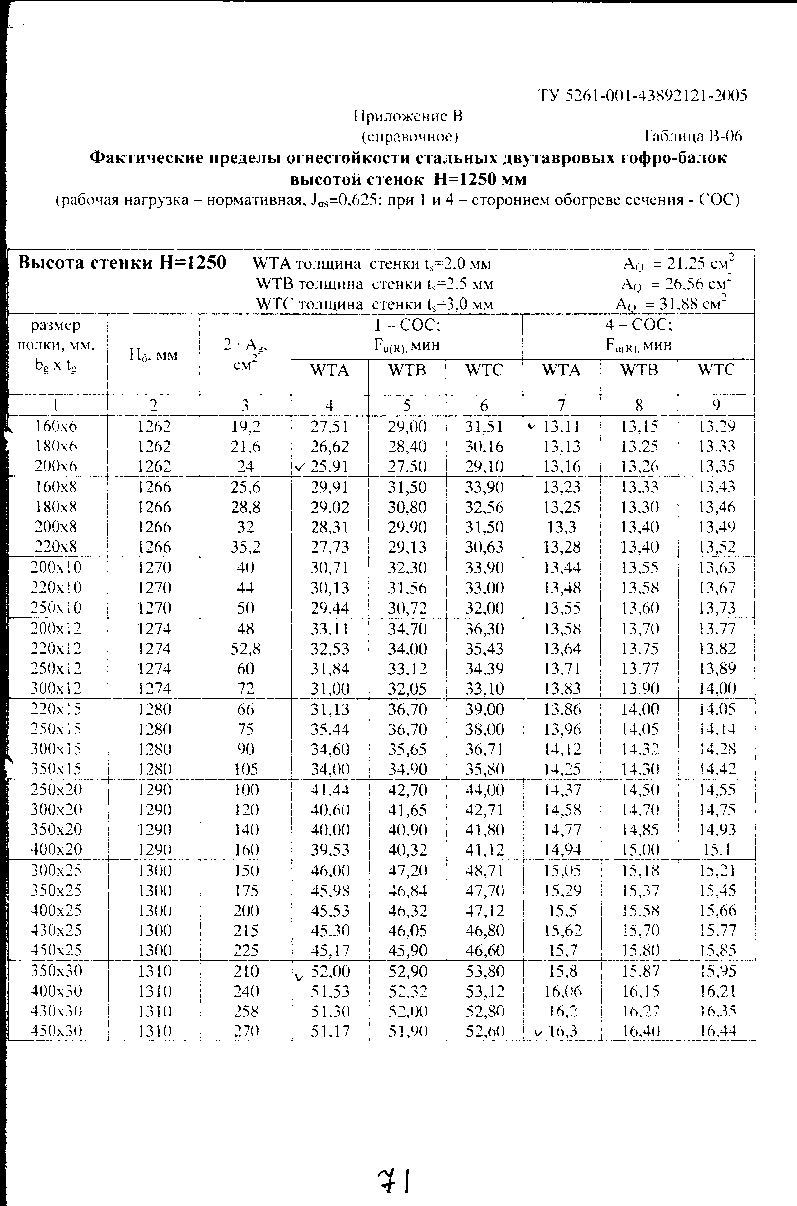 ТУ 5261-001-43892121-2005
Приложение В
(справочное) Таблица В-06
Фактические пределы огнестойкости стальных двутавровых гофро-балок
высотой стенок Н=1250 мм
(рабочая нагрузка – нормативная, Jσs=0,625; при 1 и 4 – стороннем обогреве сечения - СОС)
Высота стенки Н=1250 WTA толщина стенки ts=2.0 мм A() = 21.25 см2
WTB толщина стенки ts=2.5 мм A() = 26.56 см2
WTC толщина стенки ts=3,0 мм A() = 31.88 см2
размер 1 – СОС; 4 – СОС;
полки, мм. Нб, мм 2 · Ag, Fu(R), мин Fu(R), мин
bg x tg см2 WTA WTB WTC WTA WTB WTC
1 2 3 4 5 6 7 8 9
160x6 1262 19,2 27,51 29,00 31,51 v 13,11 13,15 13,29
180x6 1262 21,6 26,62 28,40 30,16 13,13 13,25 13,33
200x6 1262 24 v 25,91 27,50 29,10 13,16 13,26 13,35
160x8 1266 25,6 29,91 31,50 33,90 13,23 13,33 13,43
180x8 1266 28,8 29,02 30,80 32,56 13,25 13,30 13,46
200x8 1266 32 28,31 29,90 31,50 13,3 13,40 13,49
220x8 1266 35,2 27,73 29,13 30,63 13,28 13,40 13,52
200x10 1270 40 30,71 32,30 33,90 13,44 13,55 13,63
220x10 1270 44 30,13 31,56 33,00 13,48 13,58 13,67
250x10 1270 50 29,44 30,72 32,00 13,55 13,60 13,73
200x12 1274 48 33,11 34,70 36,30 13,58 13,70 13,77
220x12 1274 52,8 32,53 34,00 35,43 13,64 13,75 13,82
250x12 1274 60 31,84 33,12 34,39 13,71 13,77 13,89
300x12 1274 72 31,00 32,05 33,10 13,83 13,90 14,00
220x15 1280 66 31,13 36,70 39,00 13,86 14,00 14,05
250x15 1280 75 35,44 36,70 38,00 13,96 14,05 14,14
300x15 1280 90 34,60 35,65 36,71 14,12 14,32 14,28
350x15 1280 105 34,00 34,90 35,80 14,25 14,30 14,42
250x20 1290 100 41,44 42,70 44,00 14,37 14,50 14,55
300x20 1290 120 40,60 41,65 42,71 14,58 14,70 14,75
350x20 1290 140 40,00 40,90 41,80 14,77 14,85 14,93
400x20 1290 160 39,53 40,32 41,12 14,94 15,00 15,1
300x25 1300 150 46,00 47,20 48,71 15,05 15,18 15,21
350x25 1300 175 45,98 46,84 47,70 15,29 15,37 15,45
400x25 1300 200 45,53 46,32 47,12 15,5 15,58 15,66
430x25 1300 215 45,30 46,05 46,80 15,62 15,70 15,77
450x25 1300 225 45,17 45,90 46,60 15,7 15,80 15,85
350x30 1310 210 v 52,00 52,90 53,80 15,8 15,87 15,95
400x30 1310 240 51,53 52,32 53,12 16,06 16,15 16,21
430x30 1310 258 51,30 52,00 52,80 16,2 16,27 16,35
450x30 1310 270 51,17 51,90 52,60 v 16,3 16,40 16,44
71